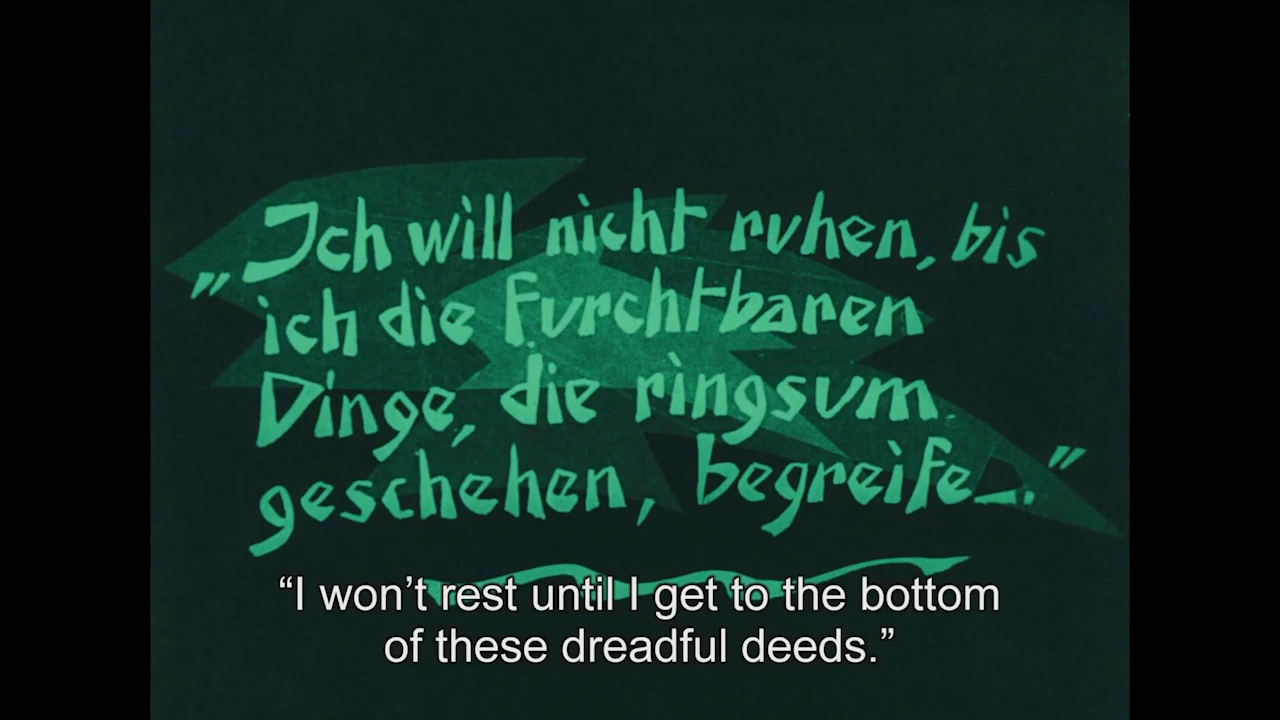 „Ich will nicht ruhen, bis
ich die furchtbaren
Dinge, die ringsum
geschehen, begreife_."
“I won’t rest until I get to the bottom
of these dreadful deeds.”